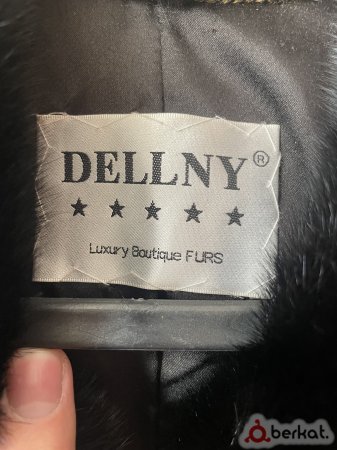 DELLNY®
★ ★ ★ ★ ★
Luxury Boutique FURS
berkat.